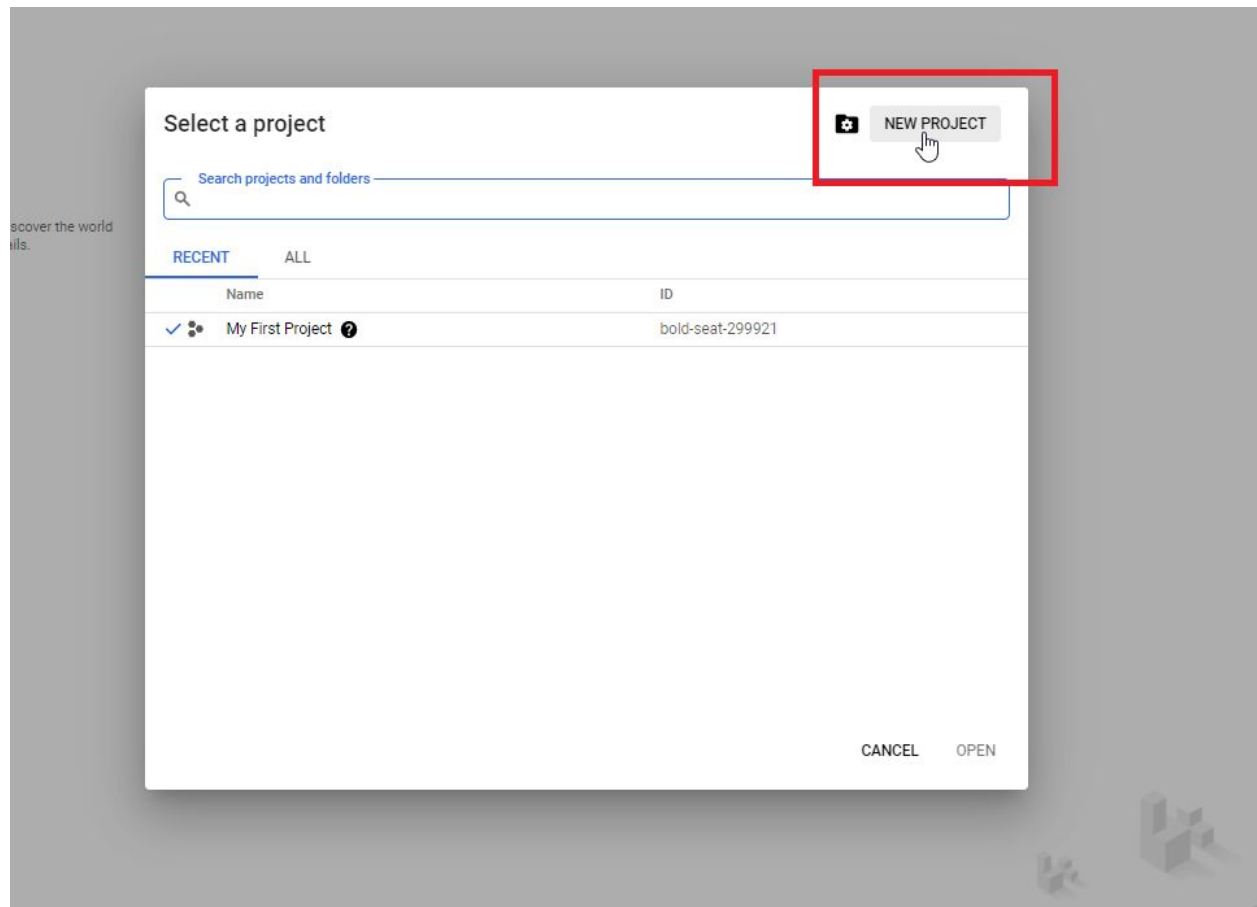 Select a project
NEW PROJECT
Search projects and folders
scover the world
ails.
RECENT ALL
Name ID
My First Project bold-seat-299921
CANCEL OPEN